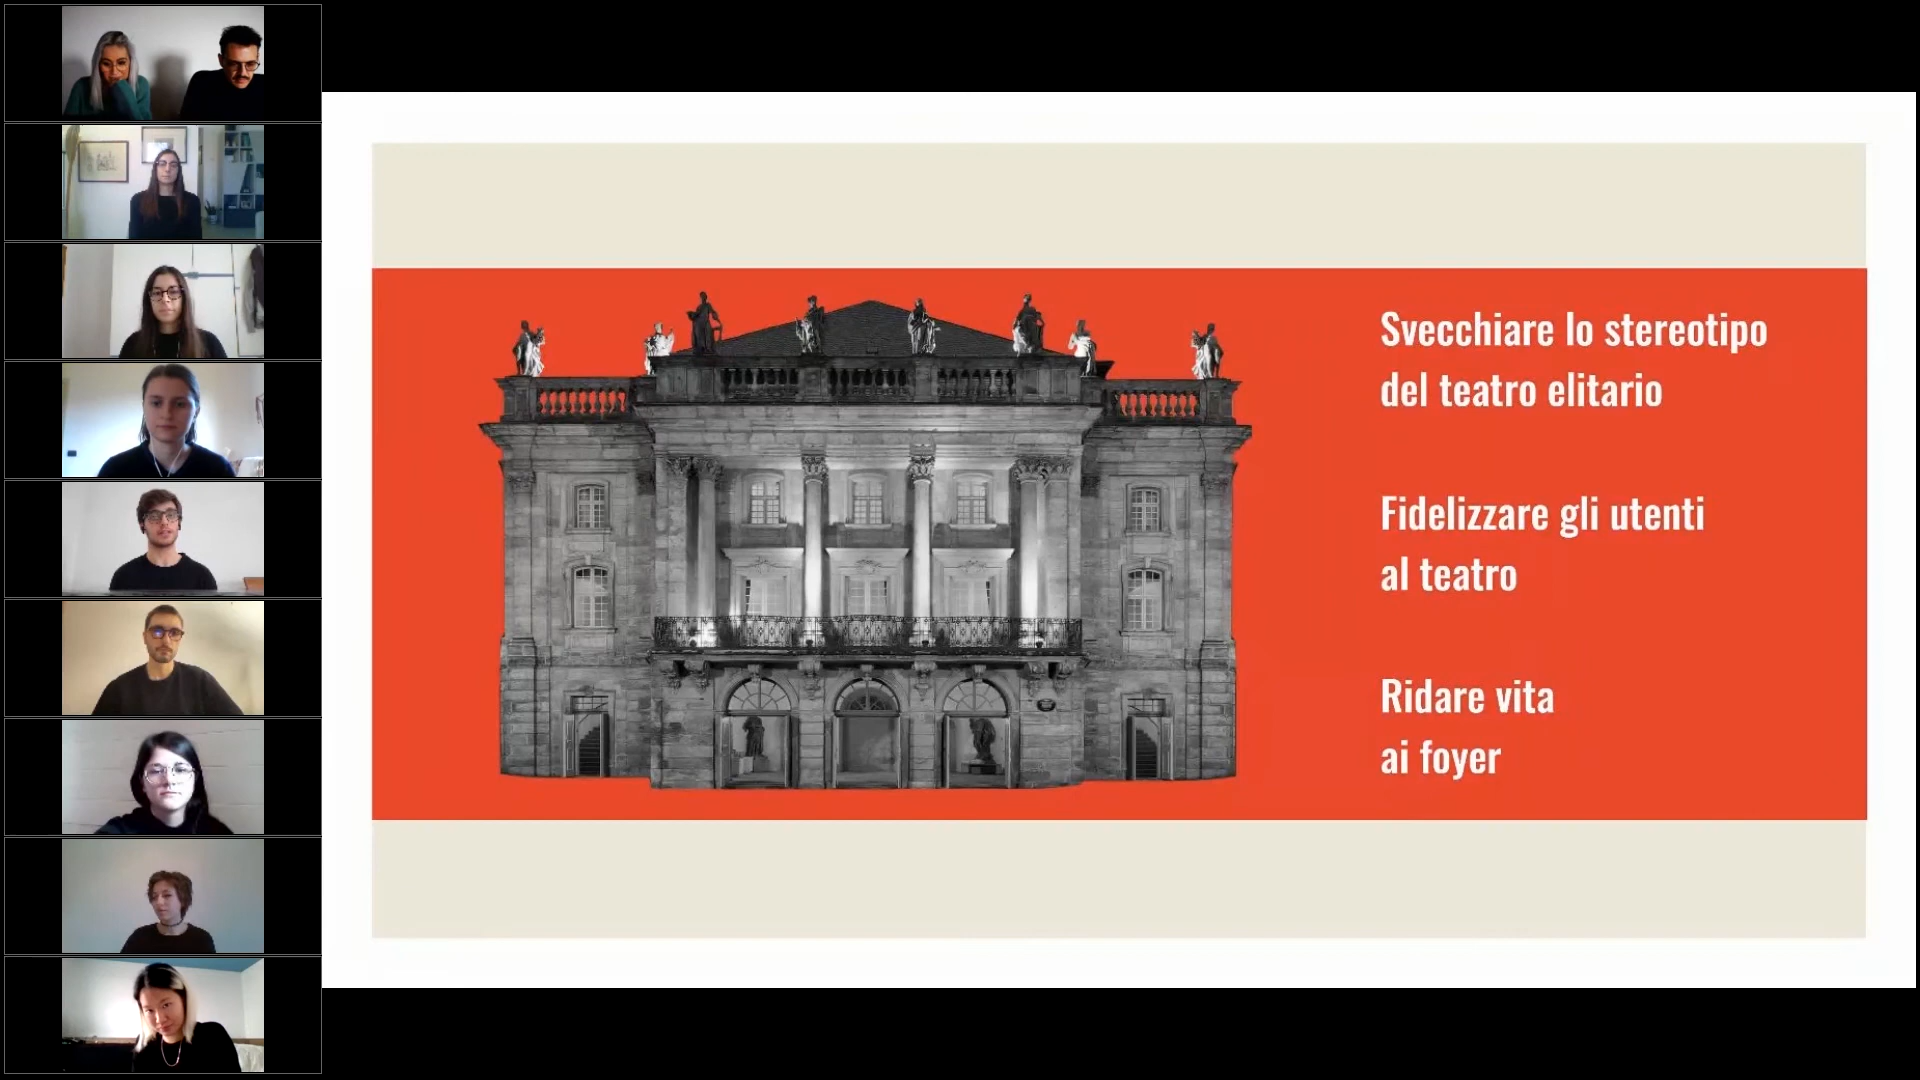 Svecchiare lo stereotipo
del teatro elitario
Fidelizzare gli utenti
al teatro
Ridare vita
ai foyer